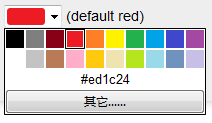 (default red)
#ed1c24
其它......